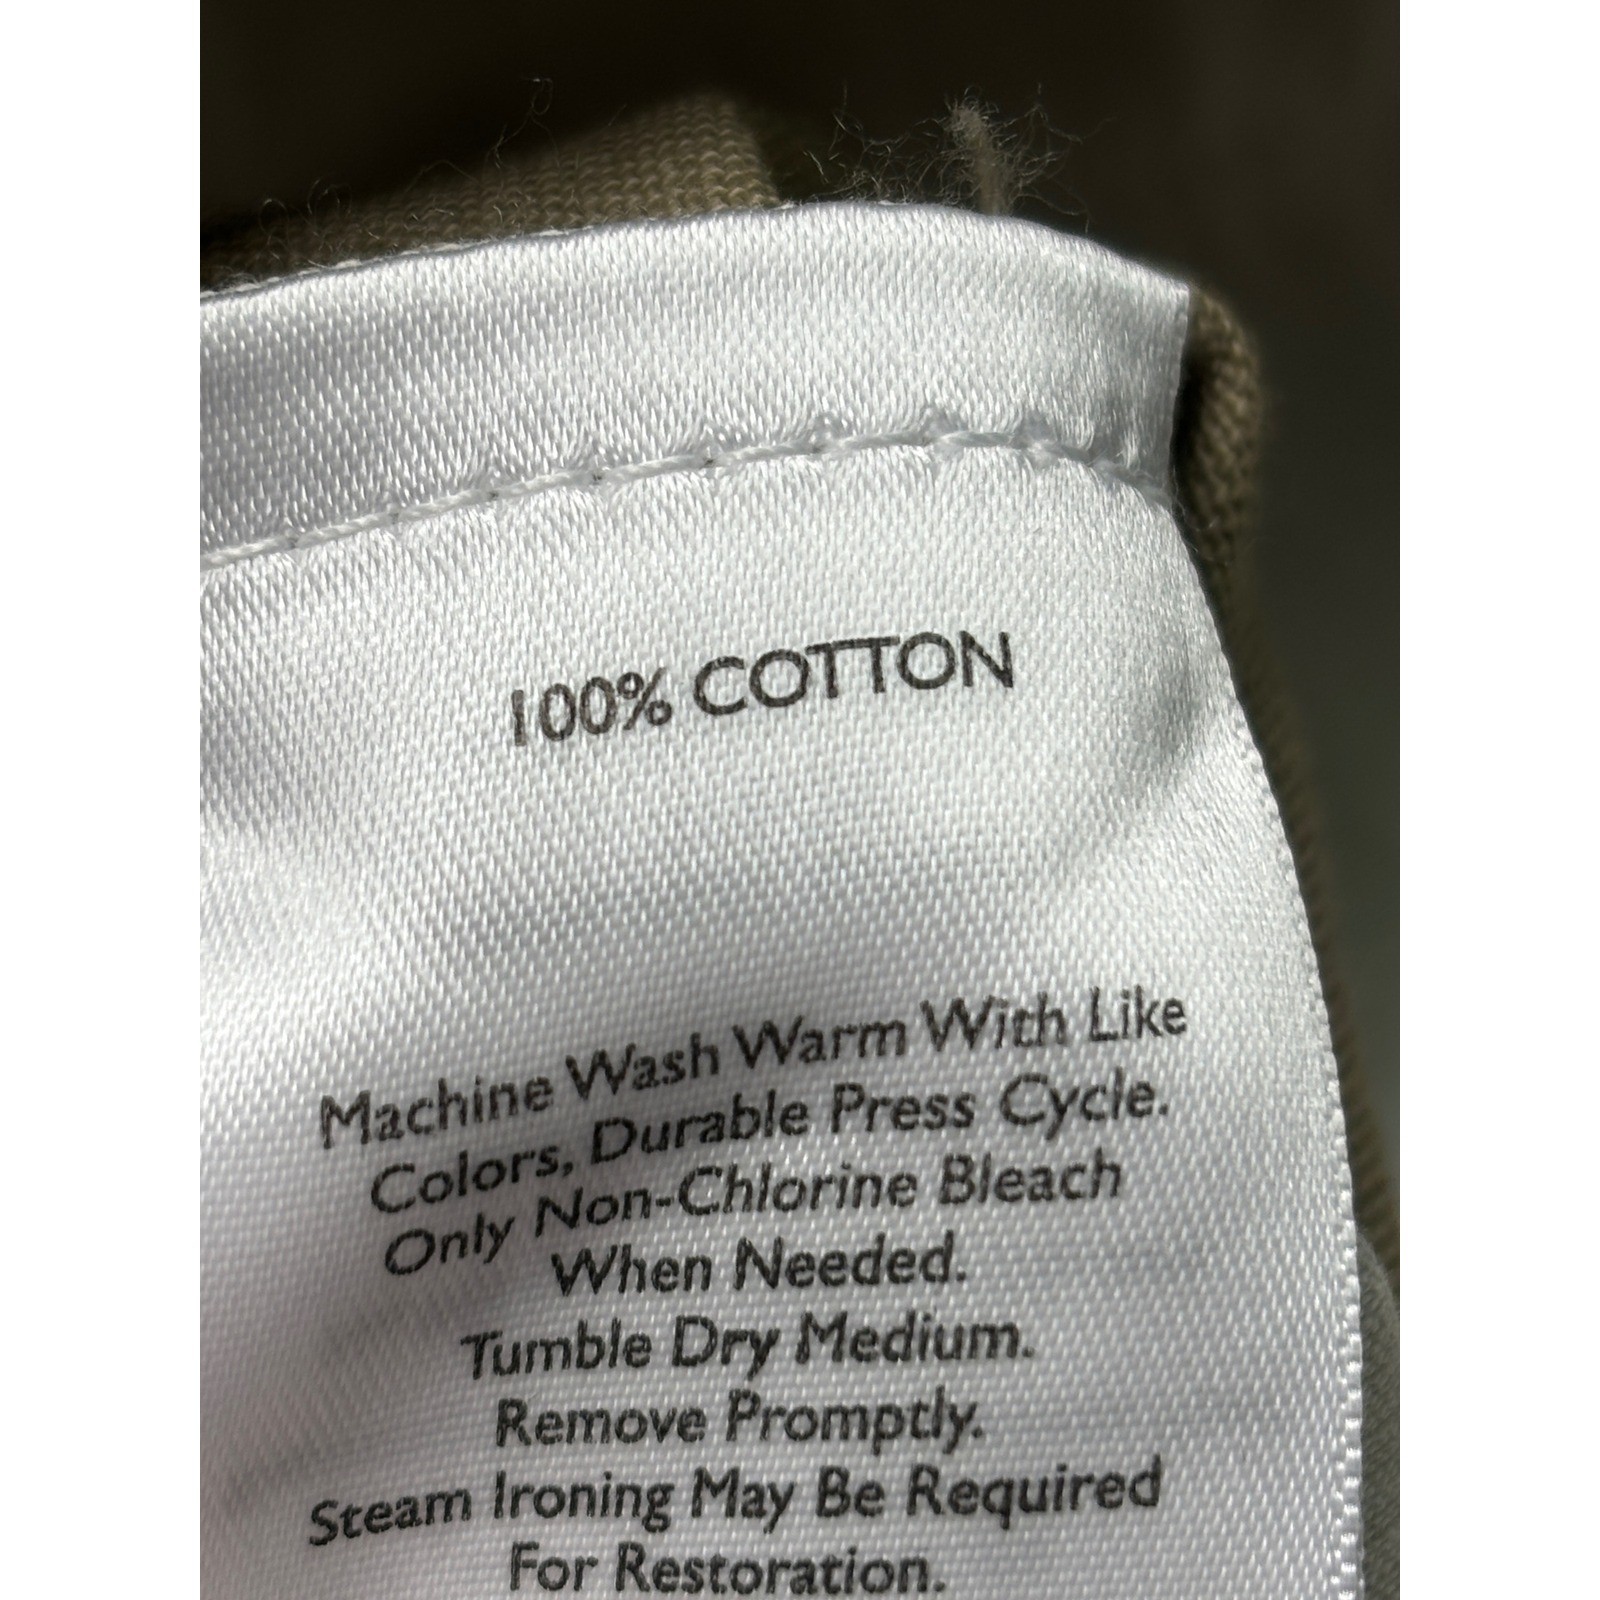 100% COTTON
Machine Wash Warm With Like
Colors, Durable Press Cycle.
Only Non-Chlorine Bleach
When Needed.
Tumble Dry Medium.
Remove Promptly.
Steam Ironing May Be Required
For Restoration.